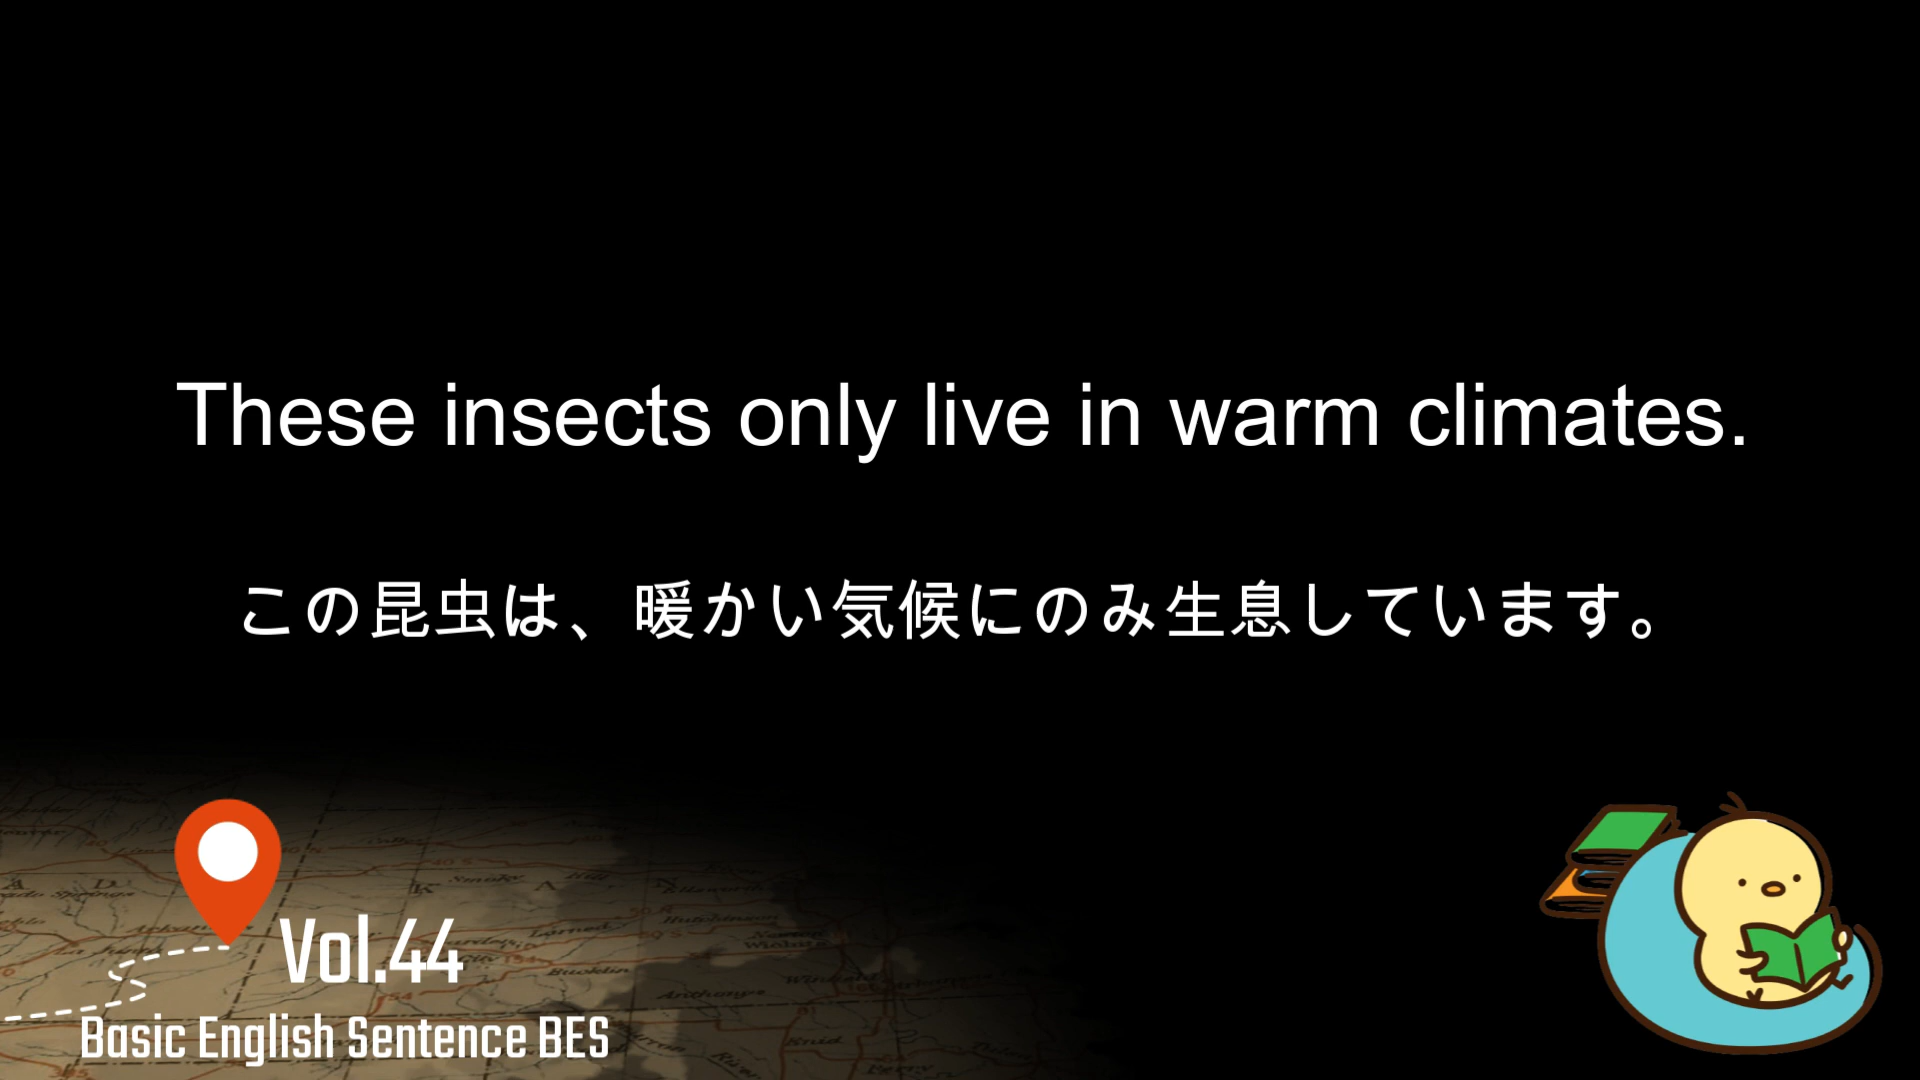 These insects only live in warm climates.
この昆虫は、暖かい気候にのみ生息しています。
Vol.44
Basic English Sentence BES